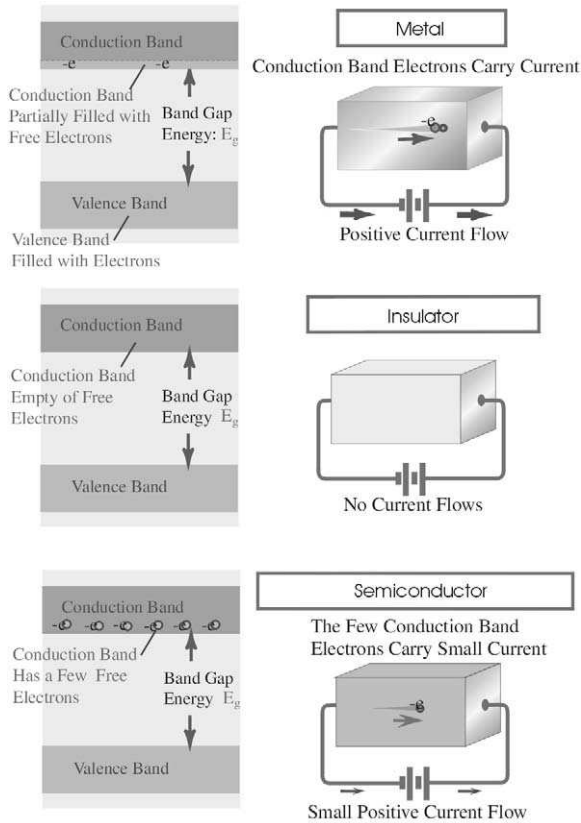 Conduction Band
-e -e
Conduction Band
Partially Filled with
Free Electrons
Band Gap
Energy: Eg
Valence Band
Valence Band
Filled with Electrons
Metal
Conduction Band Electrons Carry Current
-e
Positive Current Flow
Conduction Band
Conduction Band
Empty of Free
Electrons
Band Gap
Energy Eg
Valence Band
Insulator
No Current Flows
Conduction Band
-e -e -e -e -e -e
Conduction Band
Has a Few Free
Electrons
Band Gap
Energy Eg
Valence Band
Semiconductor
The Few Conduction Band
Electrons Carry Small Current
-e
Small Positive Current Flow